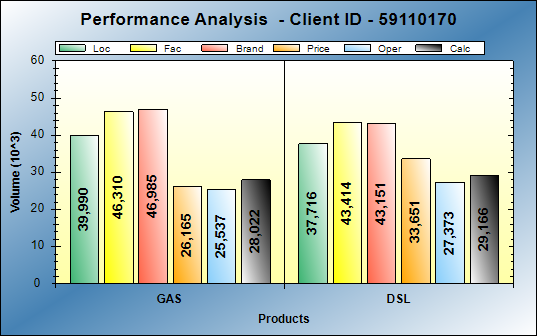 Performance Analysis - Client ID - 59110170
Loc Fac Brand Price Oper Calc
Volume (10^3)
60
50
40
30
20
10
0
39,990 46,310 46,985 26,165 25,537 28,022 37,716 43,414 43,151 33,651 27,373 29,166
GAS DSL
Products